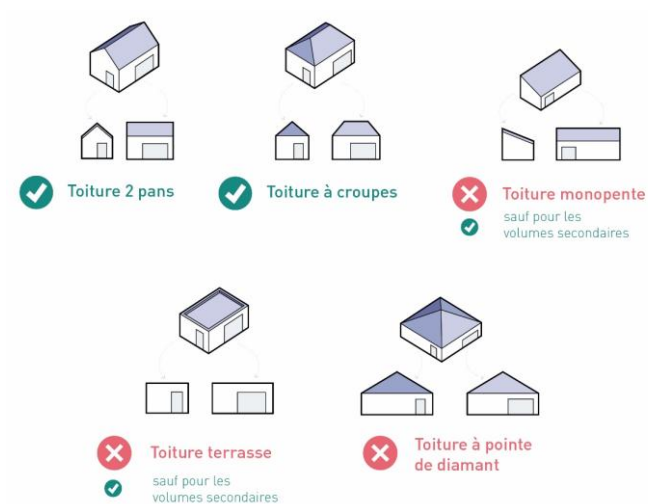 Toiture 2 pans
Toiture à croupes
Toiture monopente
sauf pour les
volumes secondaires
Toiture terrasse
sauf pour les
volumes secondaires
Toiture à pointe
de diamant